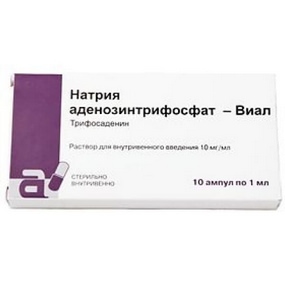 Натрия
аденозинтрифосфат – Виал
Трифосаденин
Раствор для внутривенного введения 10 мг/мл
СТЕРИЛЬНО
ВНУТРИВЕННО
10 ампул по 1 мл